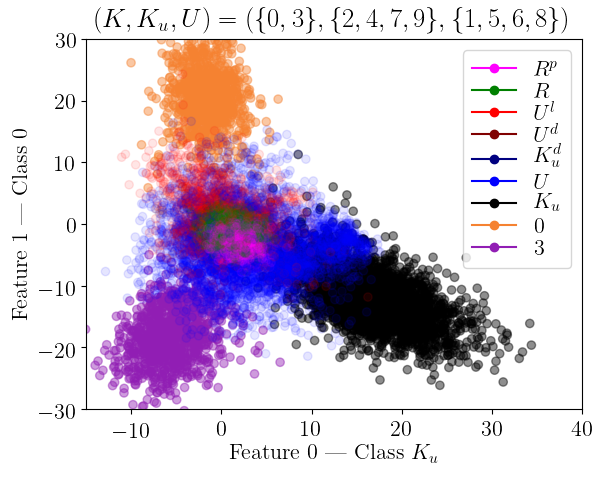 (K, K_u, U) = ({0, 3}, {2, 4, 7, 9}, {1, 5, 6, 8})
30
20
10
0
−10
−20
−30
Feature 1 — Class 0
R^p
R
U^l
U^d
K_u^d
U
K_u
0
3
−10
0
10
20
30
40
Feature 0 — Class K_u